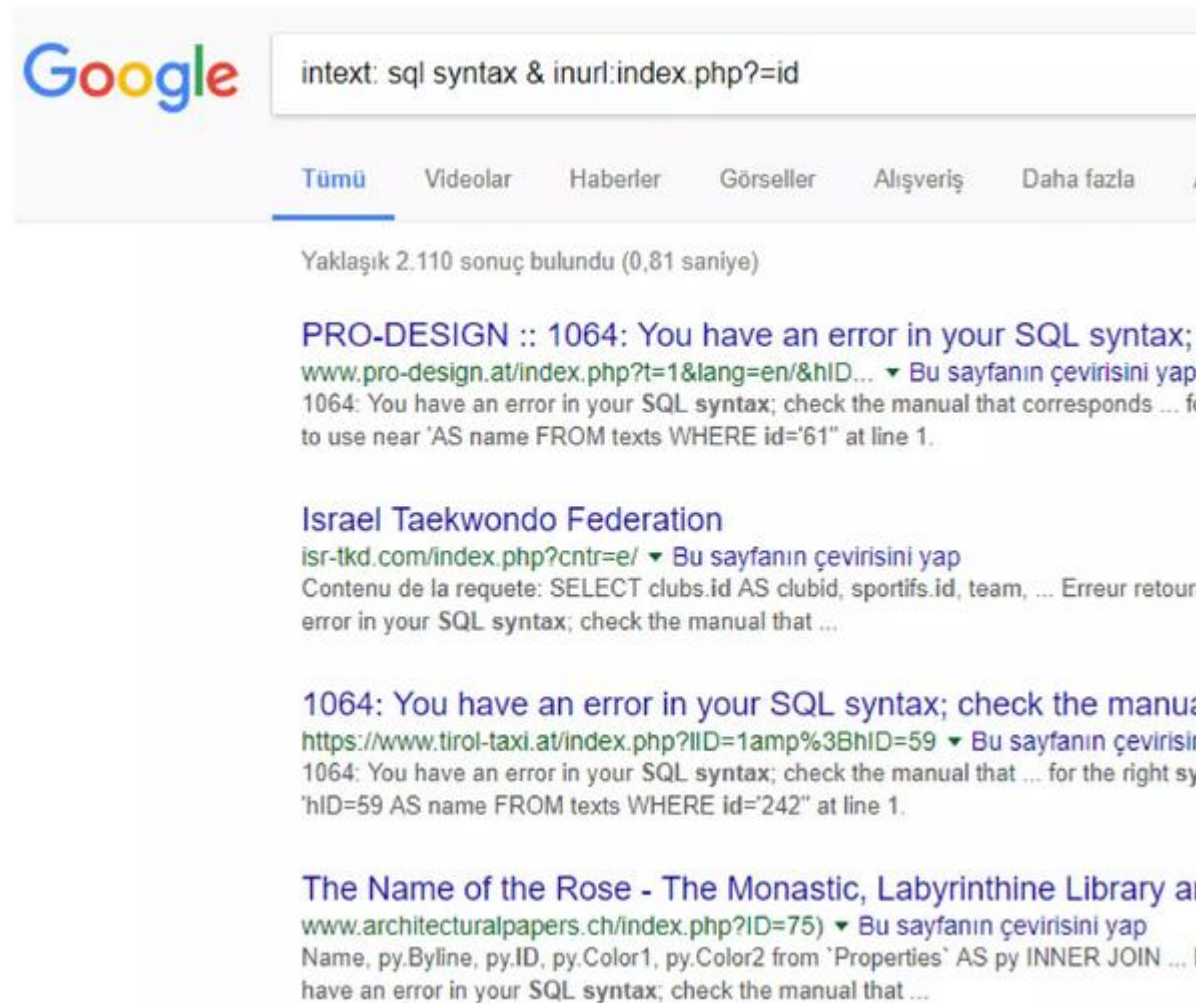 Google
intext: sql syntax & inurl:index.php?=id
Tümü Videolar Haberler Görseller Alışveriş Daha fazla
Yaklaşık 2.110 sonuç bulundu (0,81 saniye)
PRO-DESIGN :: 1064: You have an error in your SQL syntax;
www.pro-design.at/index.php?t=1&lang=en/&hID... ▼ Bu sayfanın çevirisini yap
1064: You have an error in your SQL syntax; check the manual that corresponds ...
to use near 'AS name FROM texts WHERE id='61'' at line 1.
Israel Taekwondo Federation
isr-tkd.com/index.php?cntr=e/ ▼ Bu sayfanın çevirisini yap
Contenu de la requete: SELECT clubs.id AS clubid, sportifs.id, team, ... Erreur retour
error in your SQL syntax; check the manual that ...
1064: You have an error in your SQL syntax; check the manua
https://www.tirol-taxi.at/index.php?lID=1amp%3BhID=59 ▼ Bu sayfanın çevirisin
1064: You have an error in your SQL syntax; check the manual that ... for the right sy
'hID=59 AS name FROM texts WHERE id='242'' at line 1.
The Name of the Rose - The Monastic, Labyrinthine Library a
www.architecturalpapers.ch/index.php?ID=75) ▼ Bu sayfanın çevirisini yap
Name, py.Byline, py.ID, py.Color1, py.Color2 from `Properties` AS py INNER JOIN ...
have an error in your SQL syntax; check the manual that ...